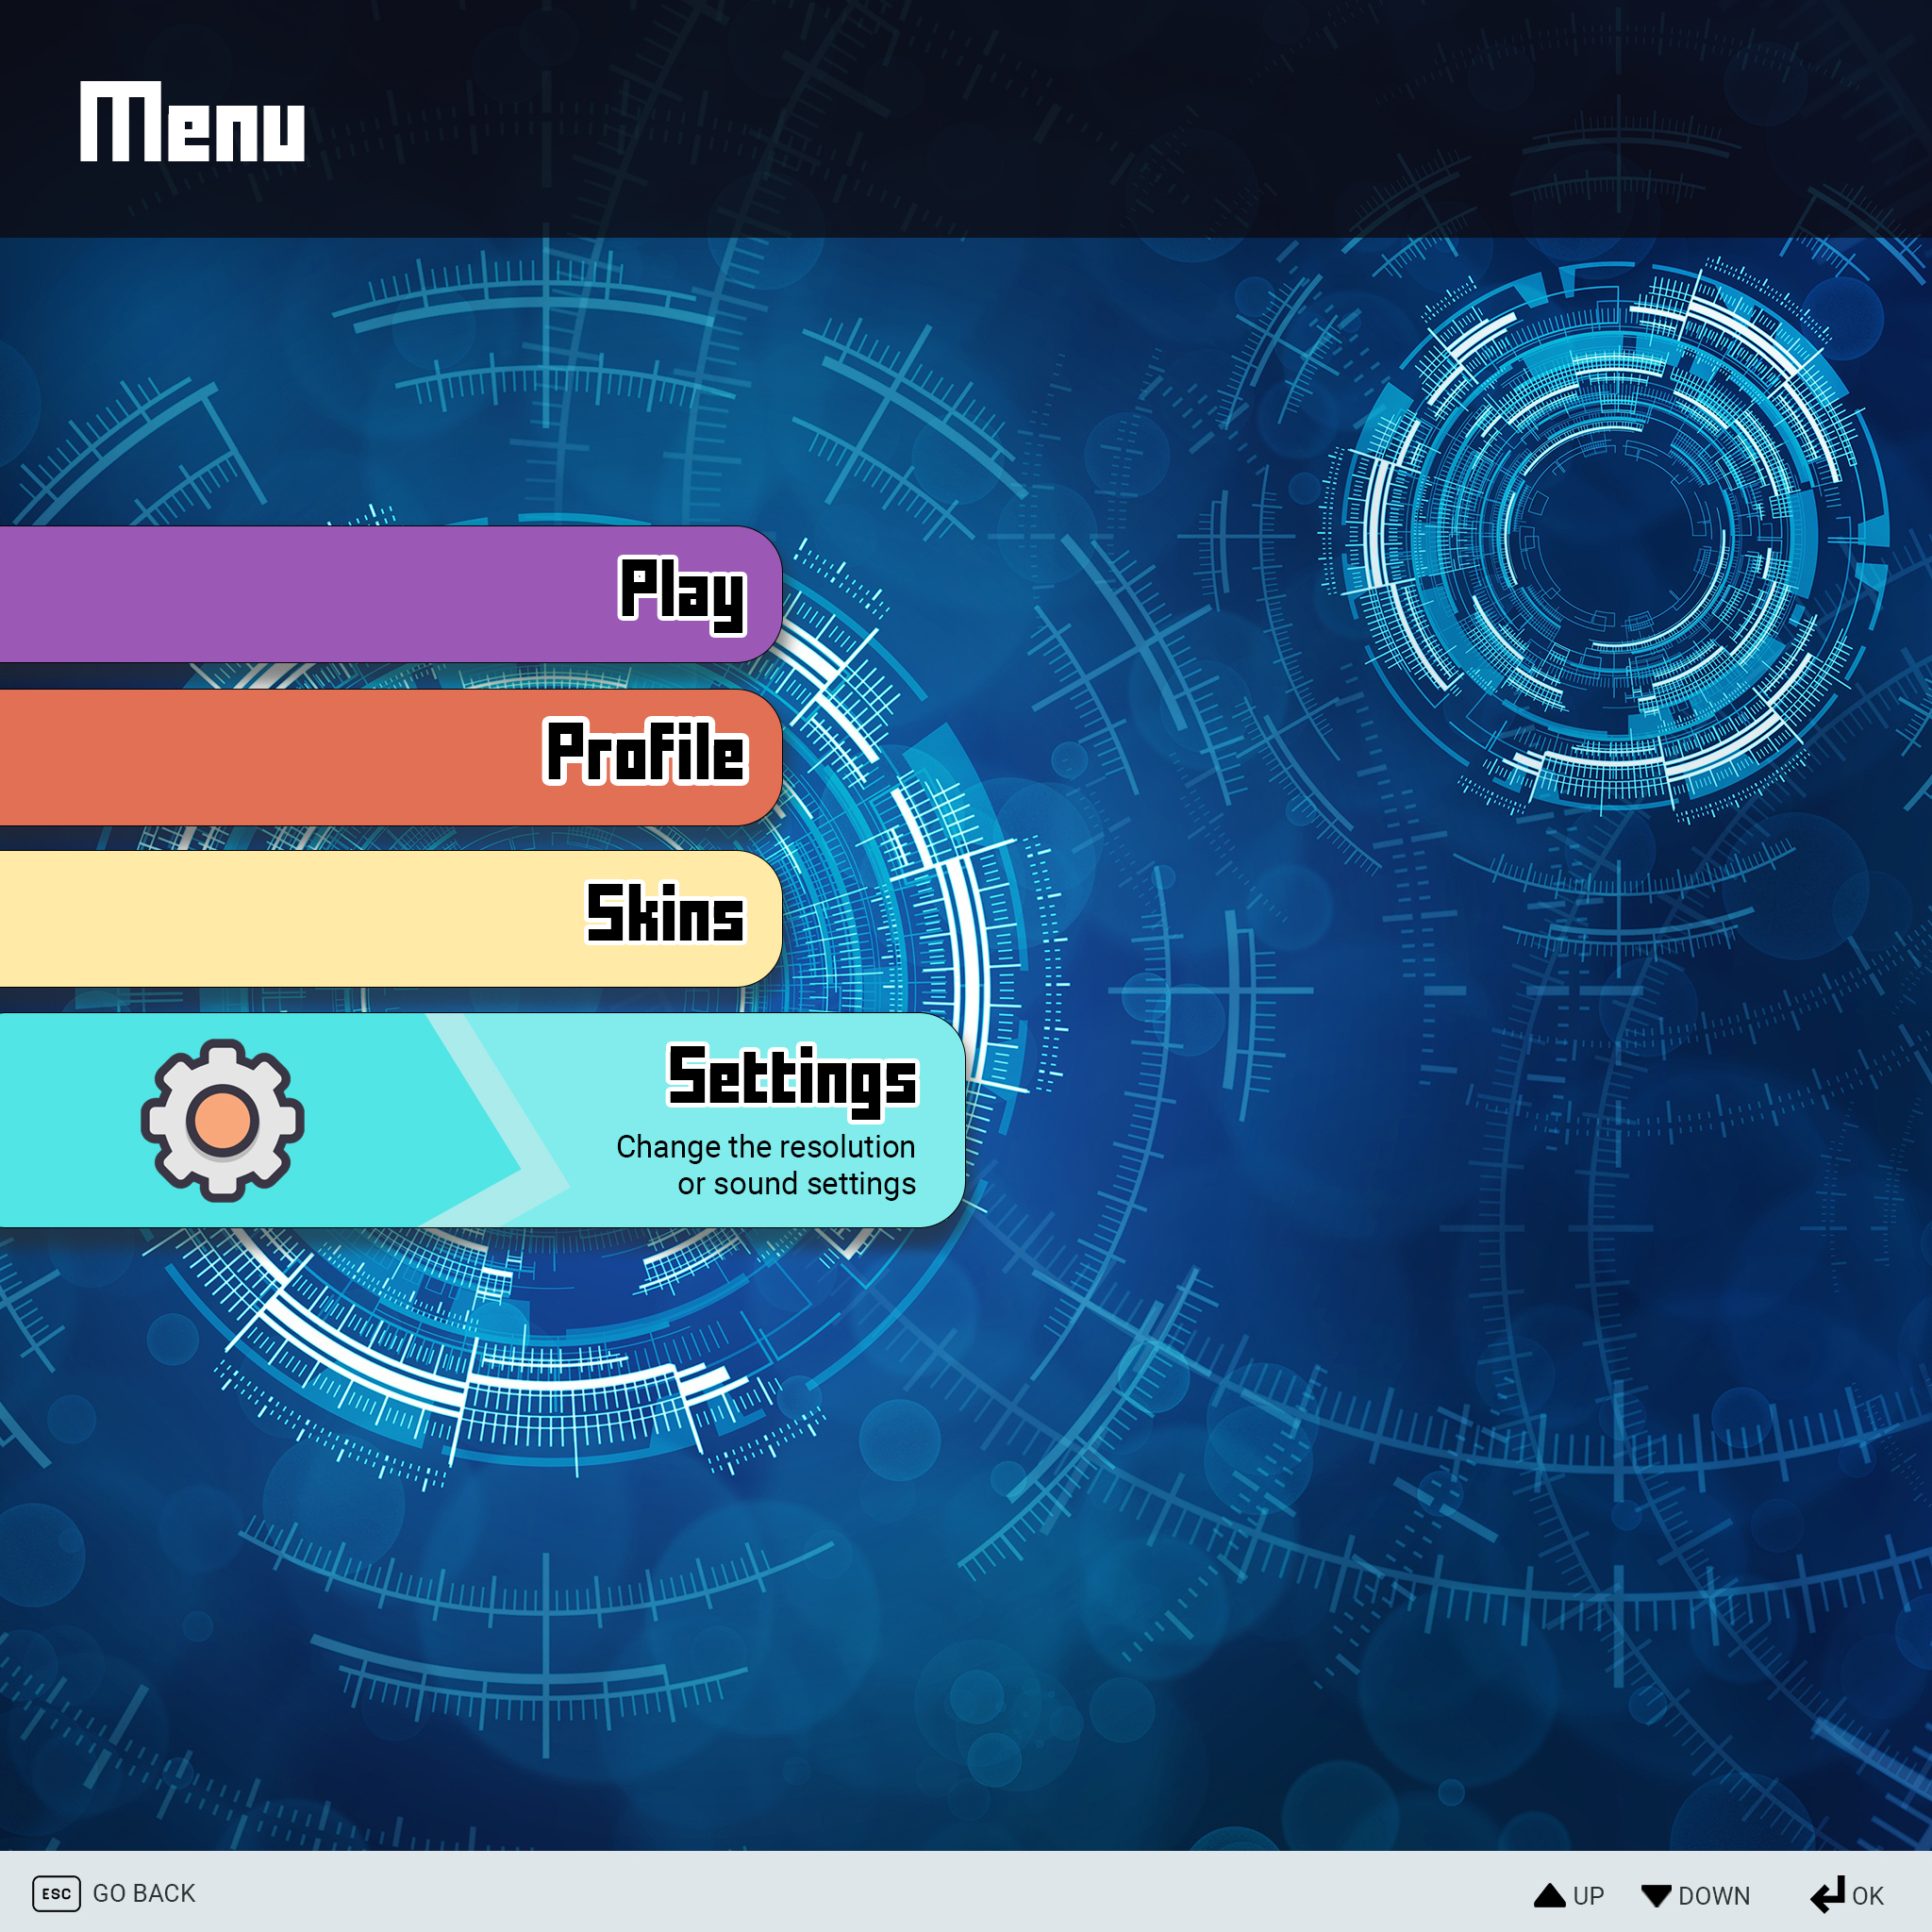 Menu
Play
Profile
Skins
Settings
Change the resolution
or sound settings
ESC GO BACK
UP DOWN OK